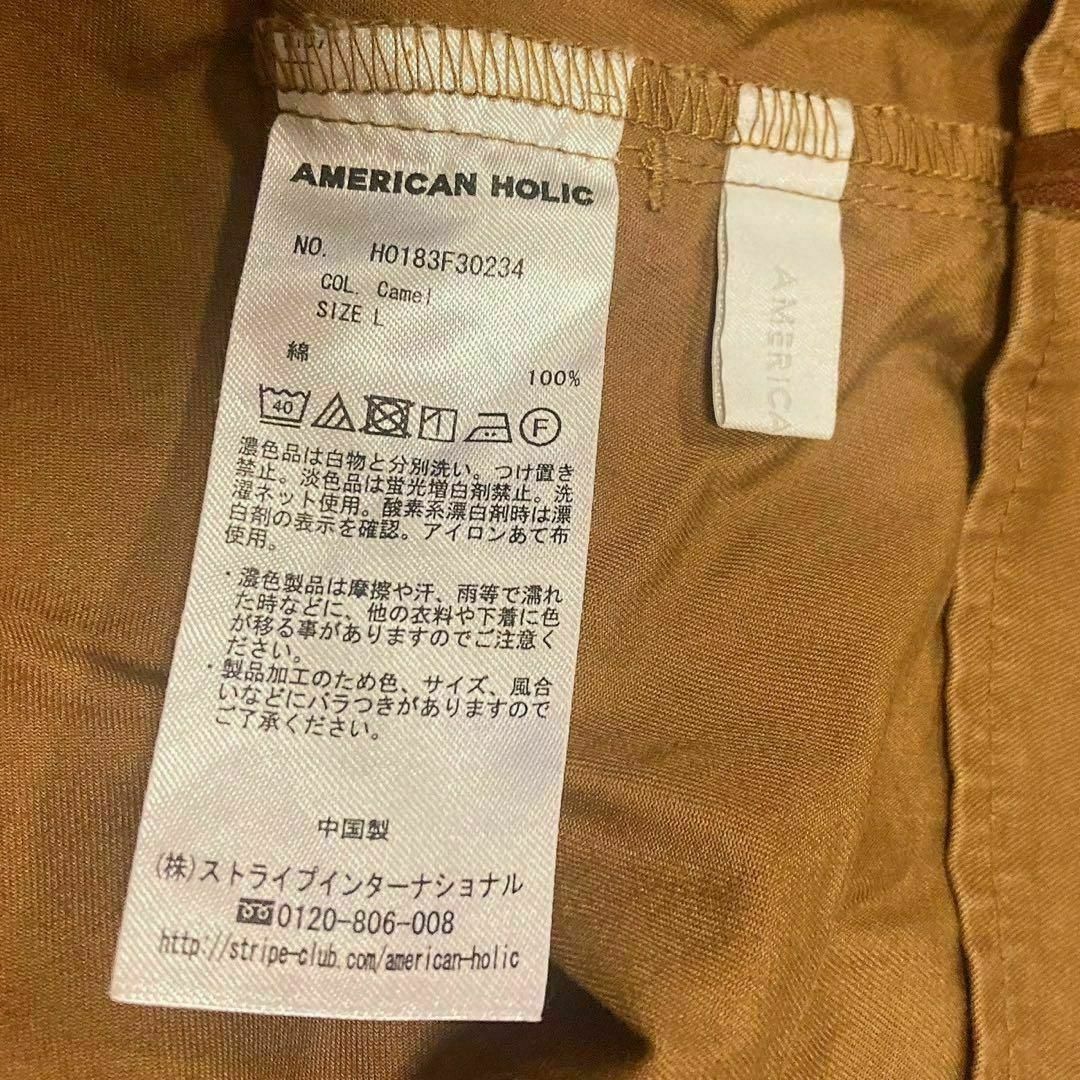 AMERICAN HOLIC
NO. H0183F30234
COL. Camel
SIZE L
綿
100%
40
F
濃色品は白物と分別洗い。つけ置き
禁止。淡色品は蛍光増白剤禁止。洗
濯ネット使用。酸素系漂白剤時は漂
白剤の表示を確認。アイロンあて布
使用。
・濃色製品は摩擦や汗、雨等で濡れ
た時などに、他の衣料や下着に色
が移る事がありますのでご注意く
ださい。
・製品加工のため色、サイズ、風合
いなどにバラつきがありますので
ご了承ください。
中国製
(株)ストライプインターナショナル
0120-806-008
http://stripe-club.com/american-holic
AMERICA